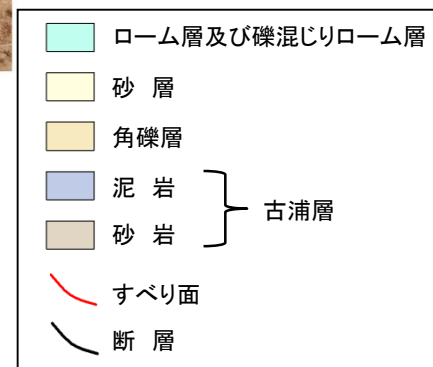 ローム層及び礫混じりローム層
砂 層
角礫層
泥 岩
古浦層
砂 岩
すべり面
断 層